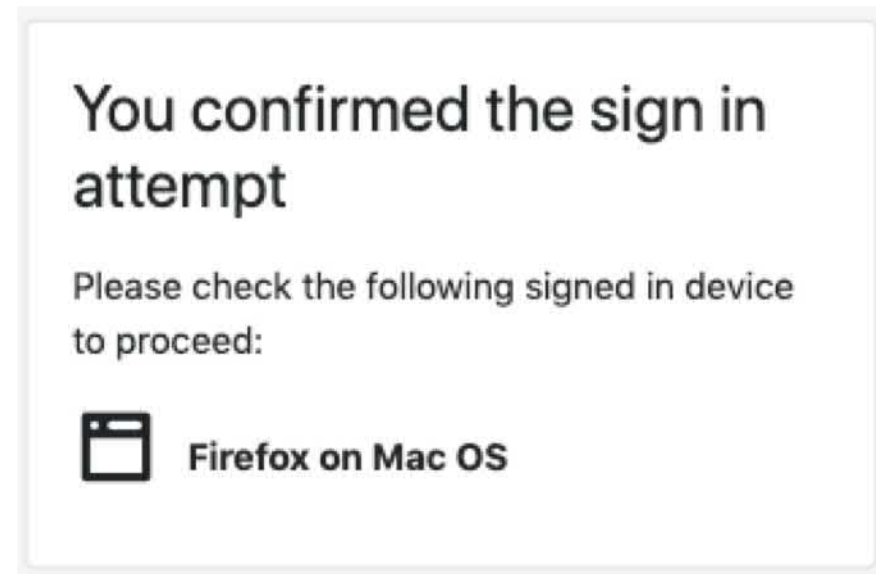 You confirmed the sign in
attempt
Please check the following signed in device
to proceed:
Firefox on Mac OS